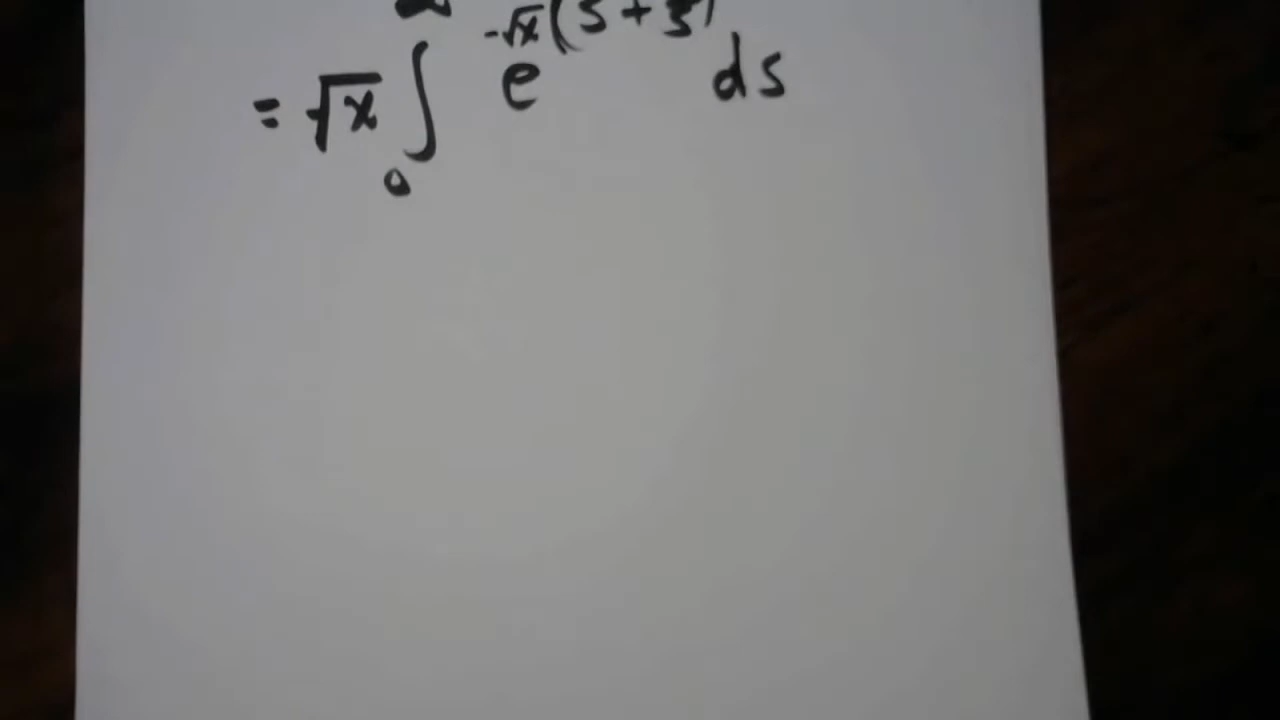 = √x ∫₀ e^{-√x(s + } ds